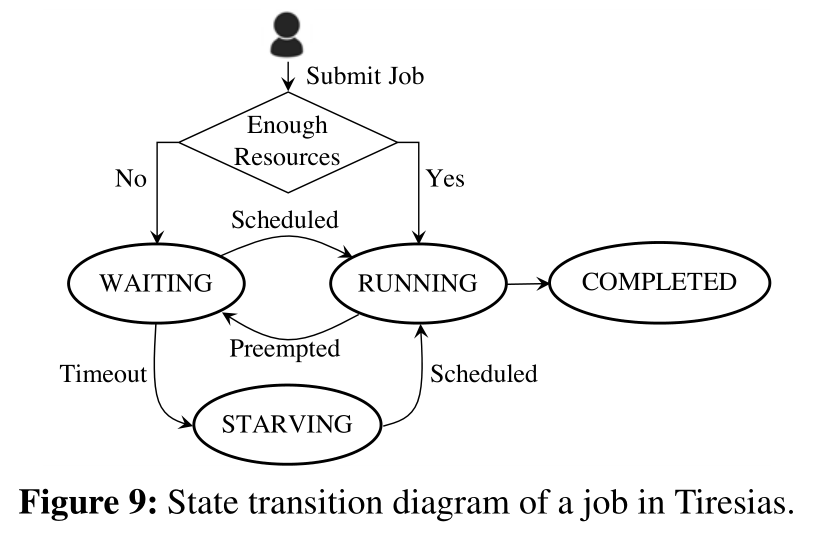 Submit Job
Enough
Resources
No
Yes
Scheduled
WAITING
RUNNING
COMPLETED
Preempted
Timeout
Scheduled
STARVING
Figure 9: State transition diagram of a job in Tiresias.